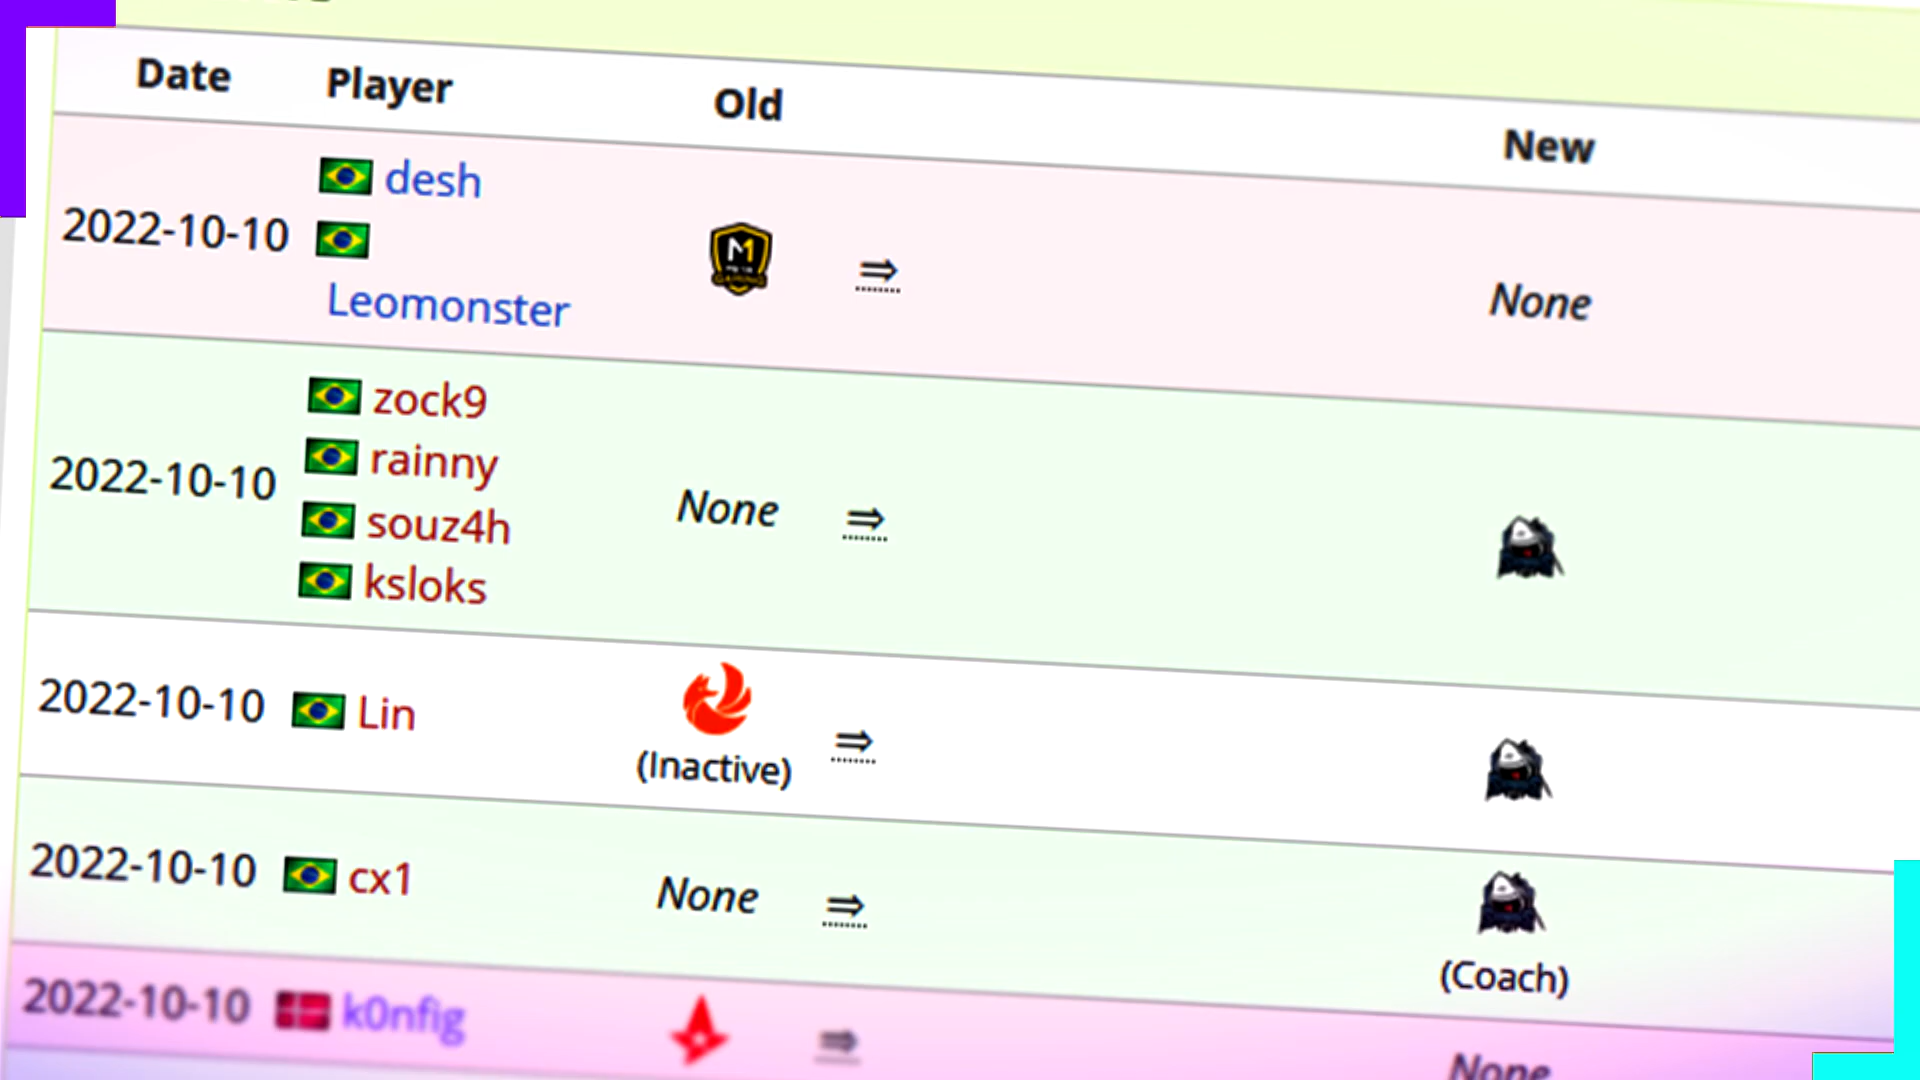 Date Player Old New
desh
2022-10-10
Leomonster
None
zock9
rainny
2022-10-10
None ⇒
souz4h
ksloks
2022-10-10 Lin ⇒
(Inactive)
2022-10-10 cx1 None ⇒
(Coach)
2022-10-10 k0nfig ⇒ None